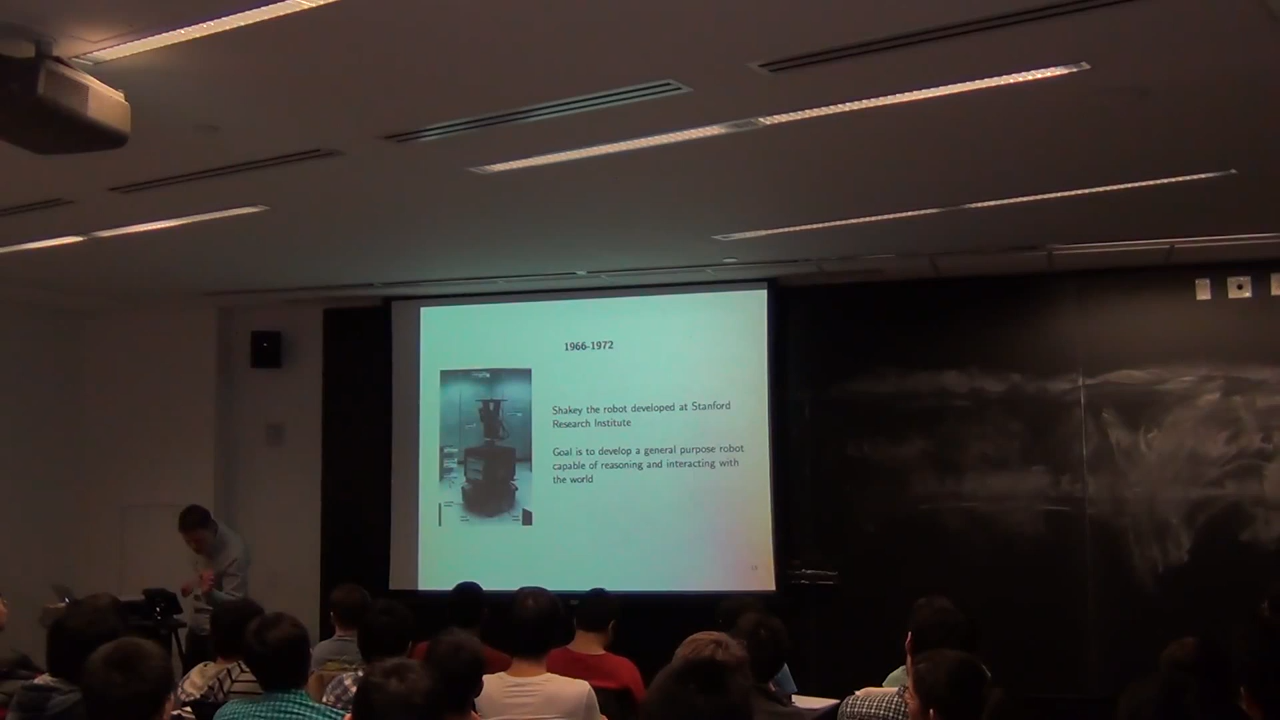 1966-1972
Shakey the robot developed at Stanford
Research Institute
Goal is to develop a general purpose robot
capable of reasoning and interacting with
the world